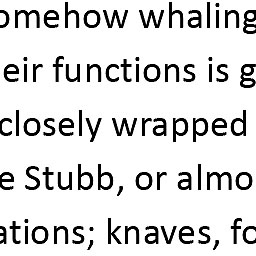 omehow whaling
eir functions is g
closely wrapped
e Stubb, or almo
ations; knaves, fo